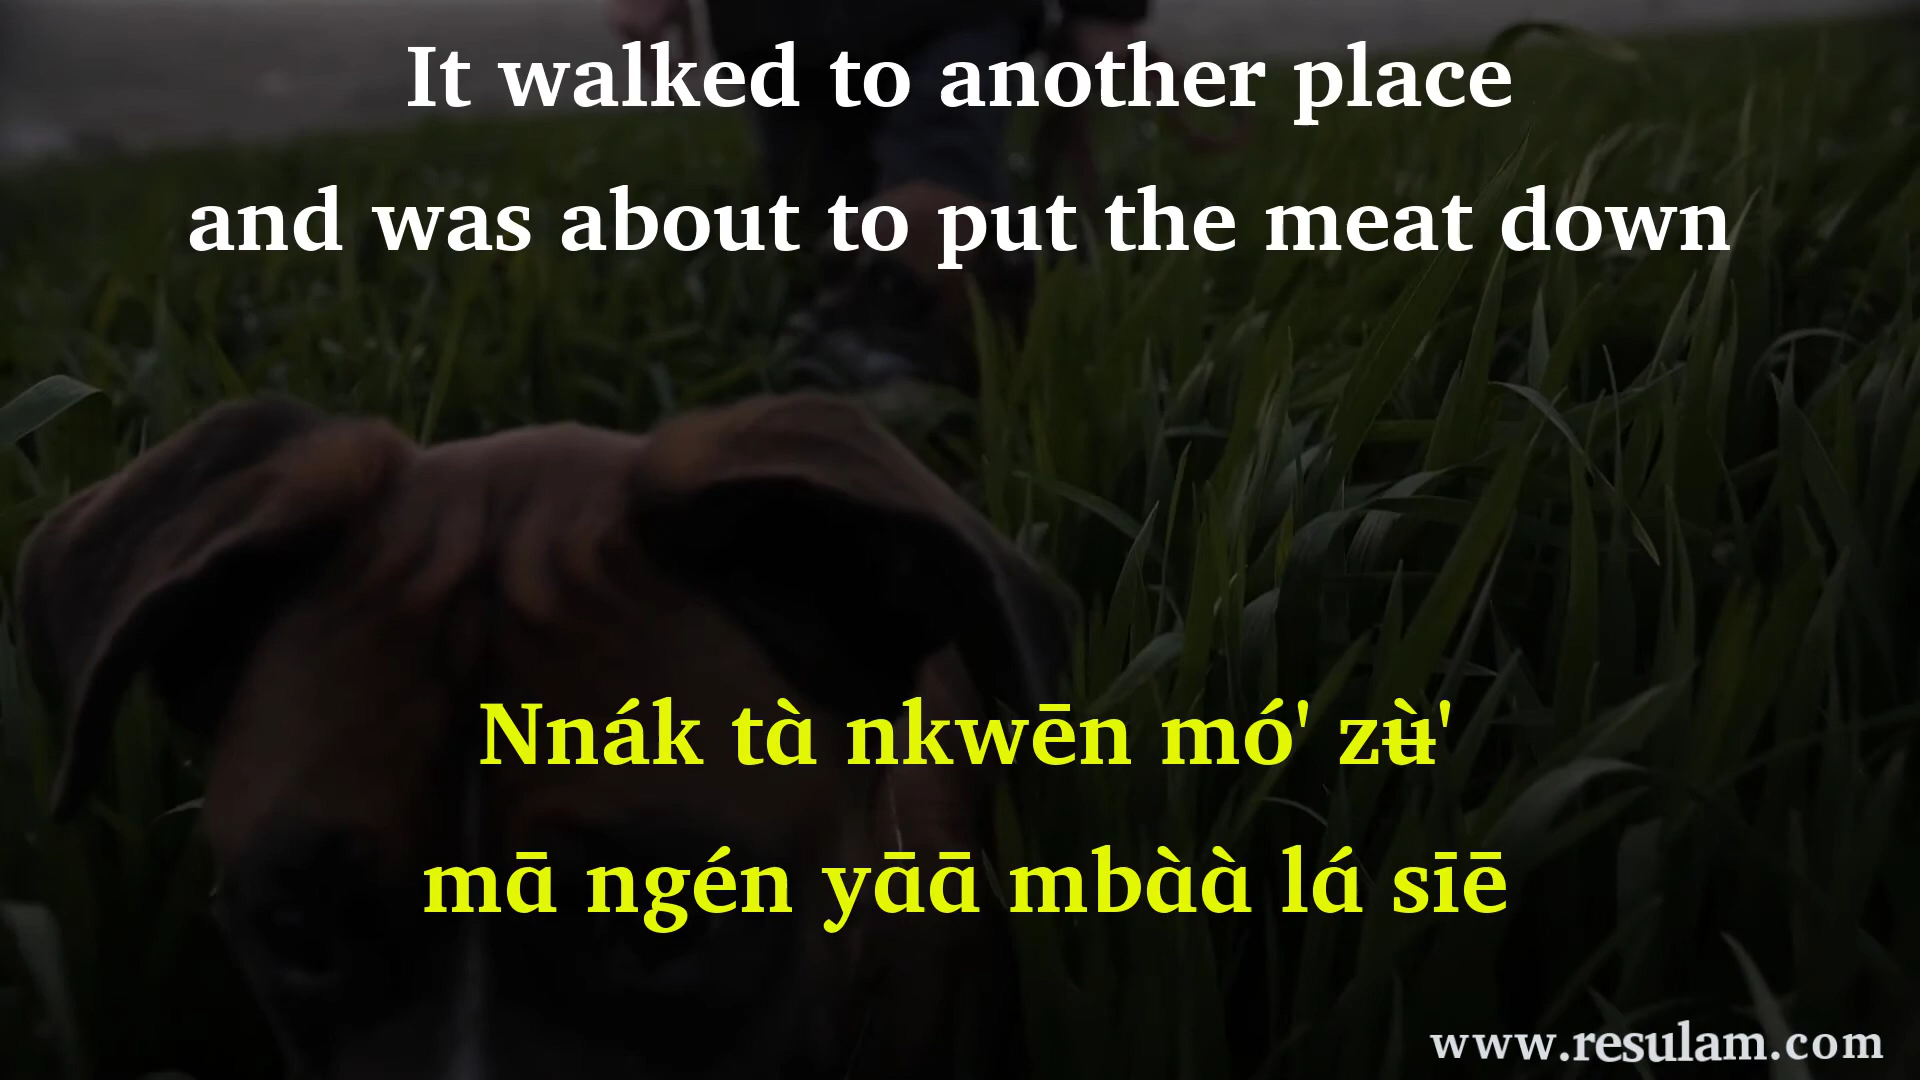 It walked to another place
and was about to put the meat down
Nnák tà nkwēn mó' zʉ̀ʉ'
mā ngén yāā mbàà lá sīē
www.resulam.com